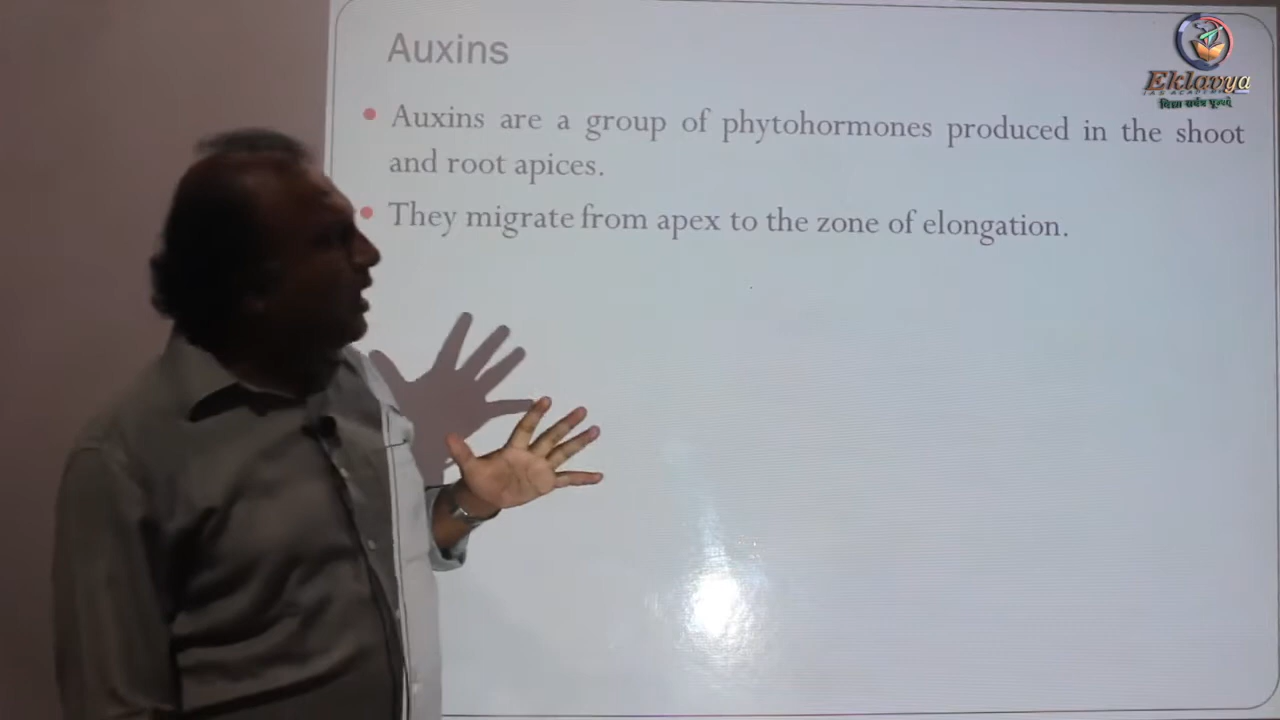 Auxins
Eklavya
• Auxins are a group of phytohormones produced in the shoot
and root apices.
• They migrate from apex to the zone of elongation.